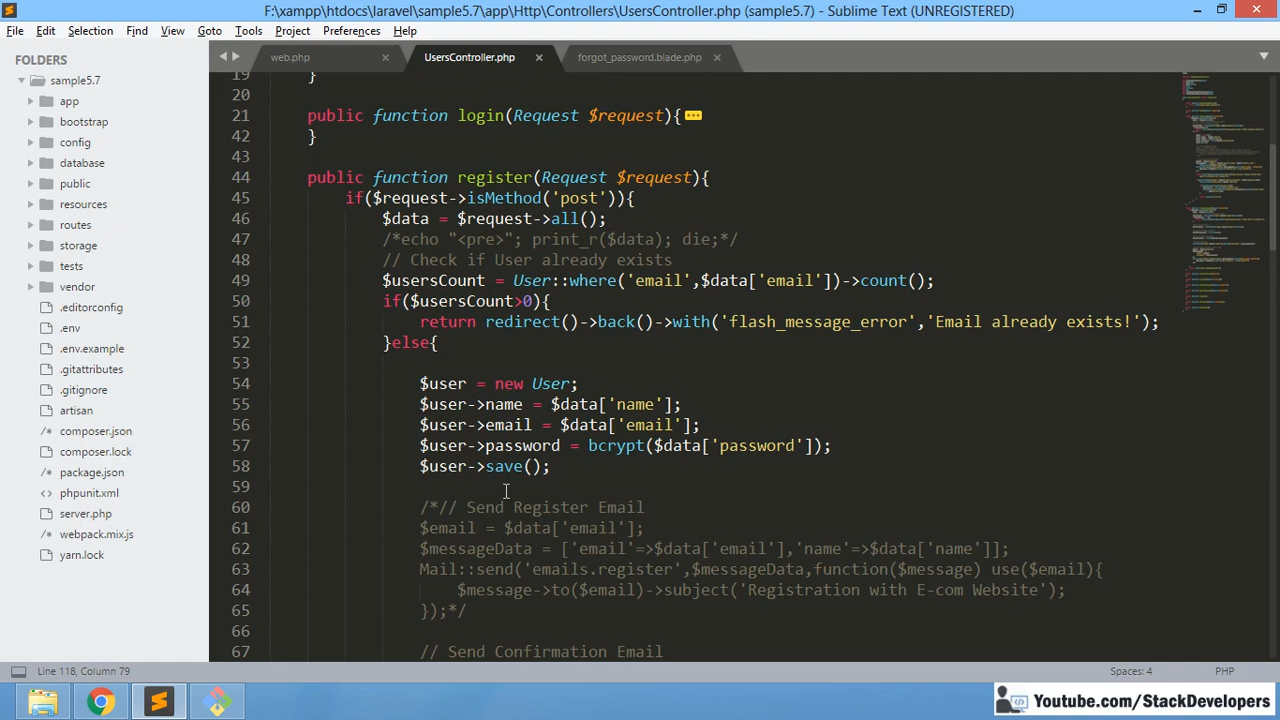 F:\xampp\htdocs\laravel\sample5.7\app\Http\Controllers\UsersController.php (sample5.7) - Sublime Text (UNREGISTERED)
File Edit Selection Find View Goto Tools Project Preferences Help
FOLDERS
sample5.7
app
bootstrap
config
database
public
resources
routes
storage
tests
vendor
.editorconfig
.env
.env.example
.gitattributes
.gitignore
artisan
composer.json
composer.lock
package.json
phpunit.xml
server.php
webpack.mix.js
yarn.lock
web.php UsersController.php forgot_password.blade.php
19 }
20
21 public function login(Request $request){
42 }
43
44 public function register(Request $request){
45 if($request->isMethod('post')){
46 $data = $request->all();
47 /*echo "<pre>"; print_r($data); die;*/
48 // Check if User already exists
49 $usersCount = User::where('email',$data['email'])->count();
50 if($usersCount>0){
51 return redirect()->back()->with('flash_message_error','Email already exists!');
52 }else{
53
54 $user = new User;
55 $user->name = $data['name'];
56 $user->email = $data['email'];
57 $user->password = bcrypt($data['password']);
58 $user->save();
59
60 /*// Send Register Email
61 $email = $data['email'];
62 $messageData = ['email'=>$data['email'],'name'=>$data['name']];
63 Mail::send('emails.register',$messageData,function($message) use($email){
64 $message->to($email)->subject('Registration with E-com Website');
65 });*/
66
67 // Send Confirmation Email
Line 118, Column 79 Spaces: 4 PHP
Youtube.com/StackDevelopers